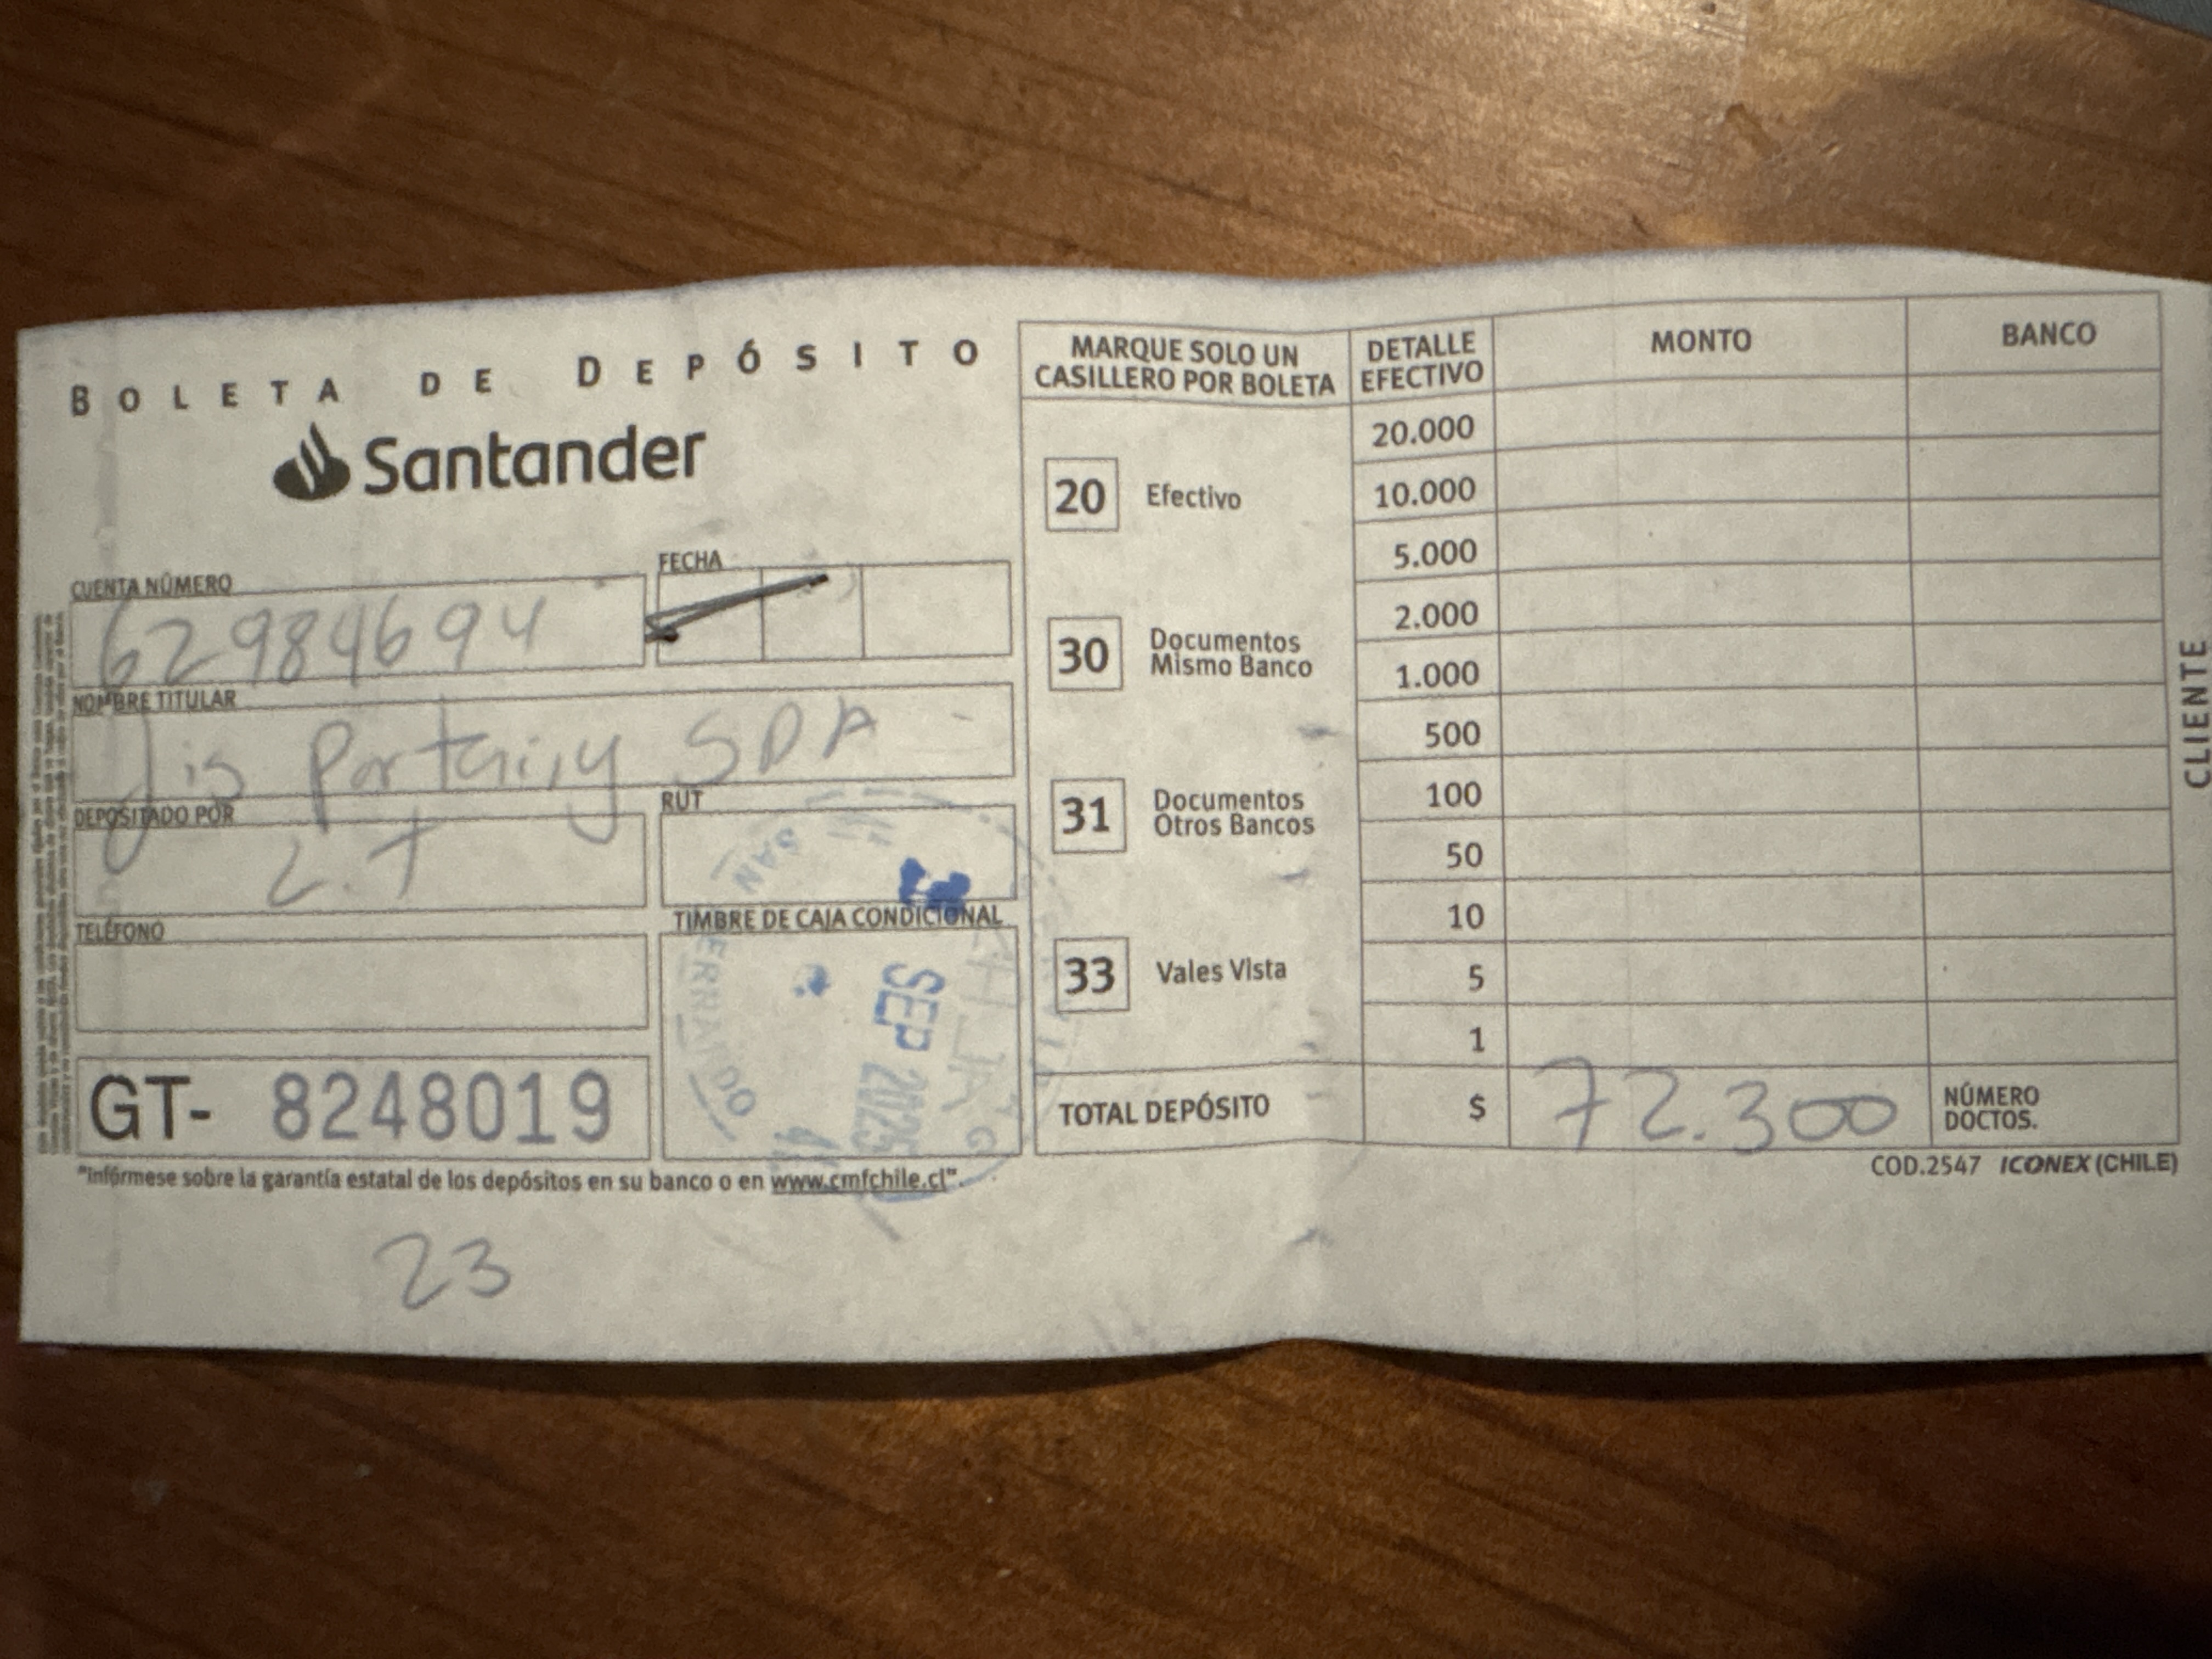 BOLETA DE DEPÓSITO
Santander
CUENTA NÚMERO
62984694
FECHA
NOMBRE TITULAR
Jis SDA
DEPOSITADO POR
L.T
RUT
TELÉFONO
TIMBRE DE CAJA CONDICIONAL
SAN
SEP 2025
GT- 8248019
"infórmese sobre la garantía estatal de los depósitos en su banco o en www.cmfchile.cl".
23
MARQUE SOLO UN CASILLERO POR BOLETA
20 Efectivo
30 Documentos Mismo Banco
31 Documentos Otros Bancos
33 Vales Vista
DETALLE EFECTIVO
MONTO
BANCO
20.000
10.000
5.000
2.000
1.000
500
100
50
10
5
1
TOTAL DEPÓSITO $ 72.300
NÚMERO DOCTOS.
COD.2547 ICONEX (CHILE)
CLIENTE